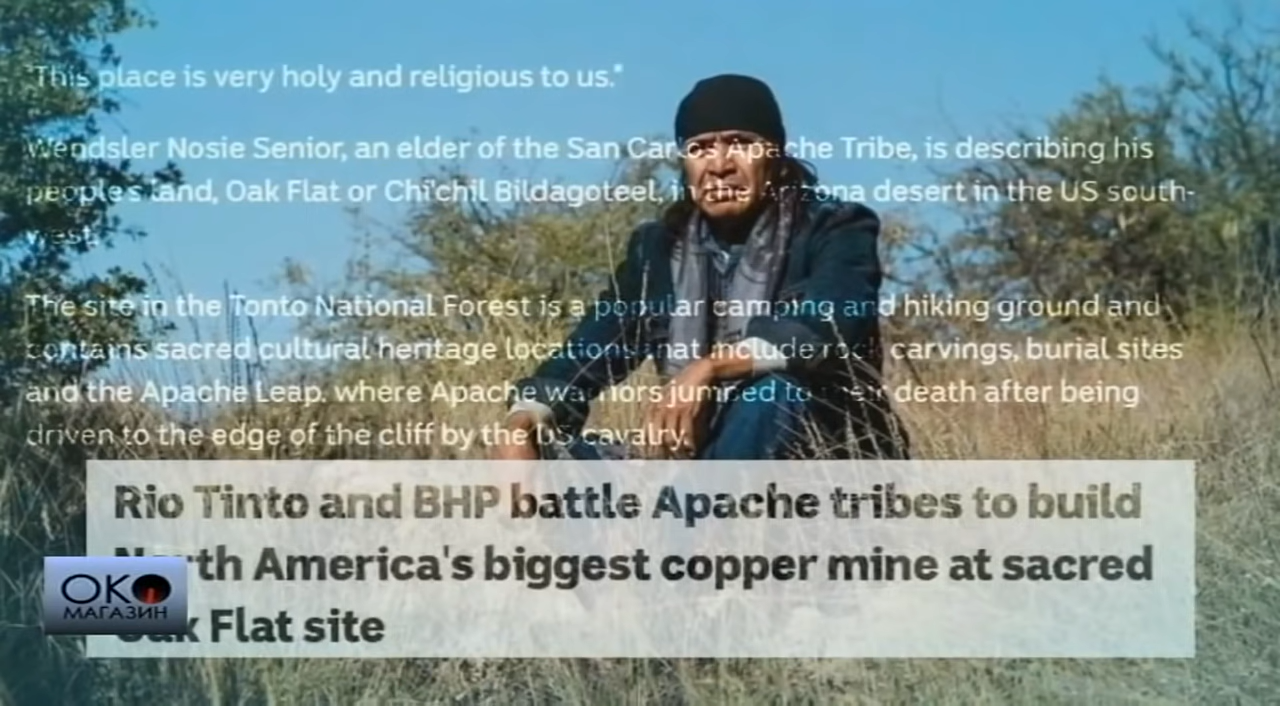 "This place is very holy and religious to us."
Wendsler Nosie Senior, an elder of the San Carlos Apache Tribe, is describing his
people's land, Oak Flat or Chi'chil Bildagoteel, in the Arizona desert in the US south-
west.
The site in the Tonto National Forest is a popular camping and hiking ground and
contains sacred cultural heritage locations that include rock carvings, burial sites
and the Apache Leap, where Apache warriors jumped to their death after being
driven to the edge of the cliff by the US cavalry.
Rio Tinto and BHP battle Apache tribes to build
North America's biggest copper mine at sacred
Oak Flat site
ОКО
МАГАЗИН